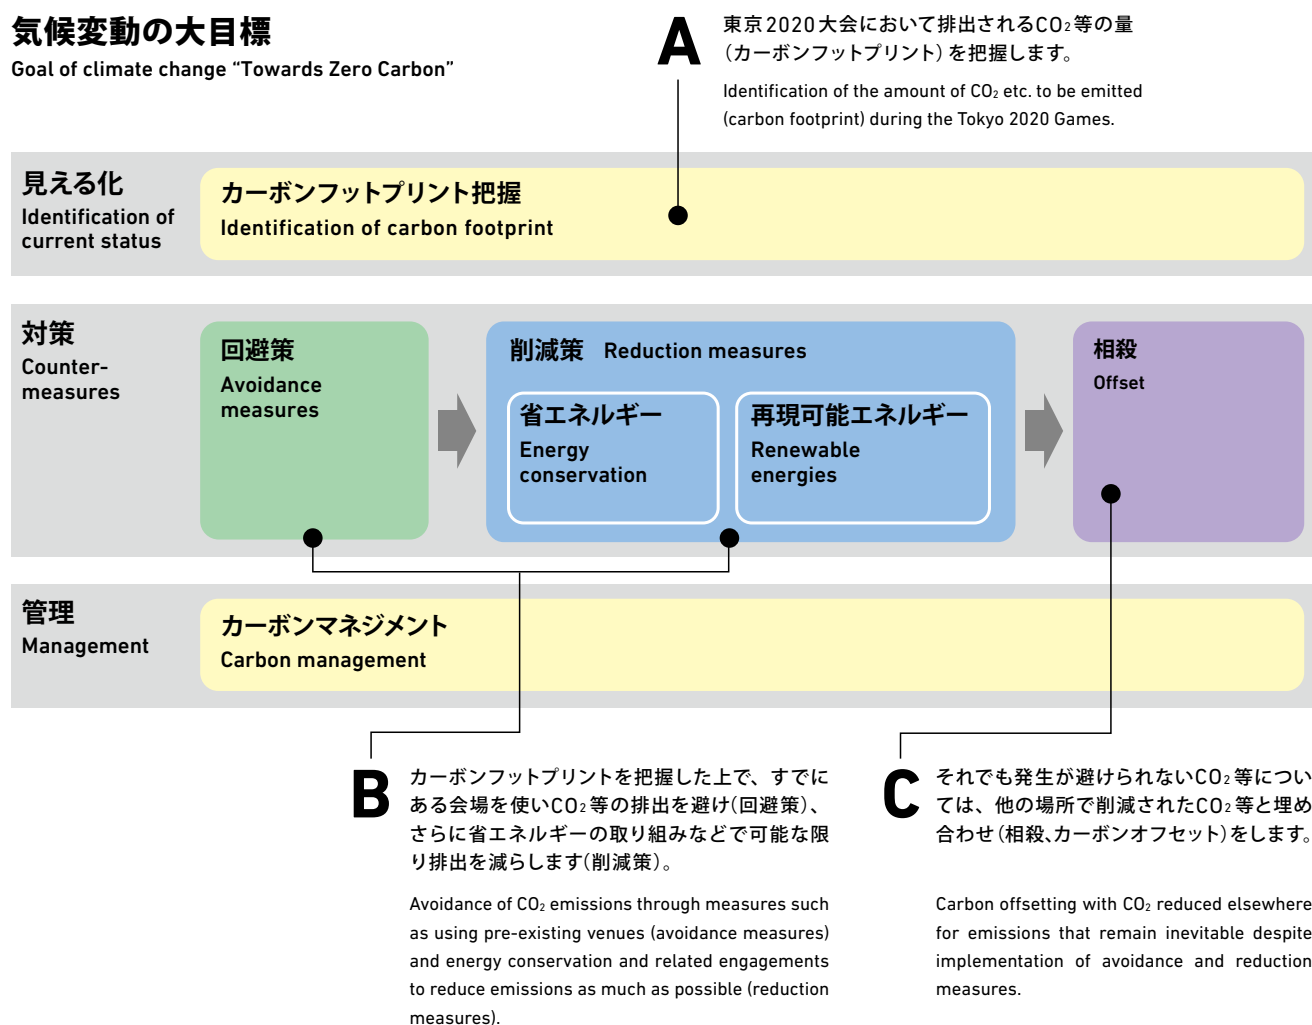 気候変動の大目標
Goal of climate change “Towards Zero Carbon”
A
東京2020大会において排出されるCO₂等の量
（カーボンフットプリント）を把握します。
Identification of the amount of CO₂ etc. to be emitted
(carbon footprint) during the Tokyo 2020 Games.
見える化
Identification of
current status
カーボンフットプリント把握
Identification of carbon footprint
対策
Counter-
measures
回避策
Avoidance
measures
削減策 Reduction measures
省エネルギー
Energy
conservation
再現可能エネルギー
Renewable
energies
相殺
Offset
管理
Management
カーボンマネジメント
Carbon management
B
カーボンフットプリントを把握した上で、すでに
ある会場を使いCO₂等の排出を避け(回避策)、
さらに省エネルギーの取り組みなどで可能な限
り排出を減らします(削減策)。
Avoidance of CO₂ emissions through measures such
as using pre-existing venues (avoidance measures)
and energy conservation and related engagements
to reduce emissions as much as possible (reduction
measures).
C
それでも発生が避けられないCO₂等につい
ては、他の場所で削減されたCO₂等と埋め
合わせ(相殺、カーボンオフセット)をします。
Carbon offsetting with CO₂ reduced elsewhere
for emissions that remain inevitable despite
implementation of avoidance and reduction
measures.